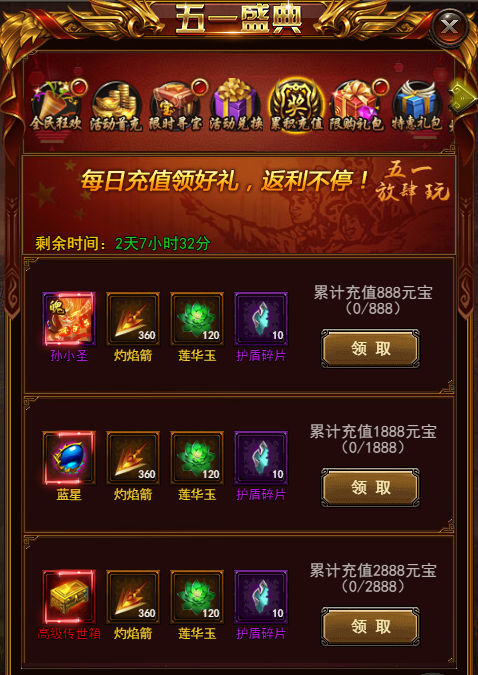 五一盛典
全民狂欢 活动首充 限时寻宝 活动兑换 累积充值 限购礼包 特惠礼包
每日充值领好礼，返利不停！
五一
放肆玩
剩余时间：2天7小时32分
累计充值888元宝
（0/888）
360 120 10
孙小圣 灼焰箭 莲华玉 护盾碎片
领 取
累计充值1888元宝
（0/1888）
360 120 10
蓝星 灼焰箭 莲华玉 护盾碎片
领 取
累计充值2888元宝
（0/2888）
360 120 10
高级传世箱 灼焰箭 莲华玉 护盾碎片
领 取